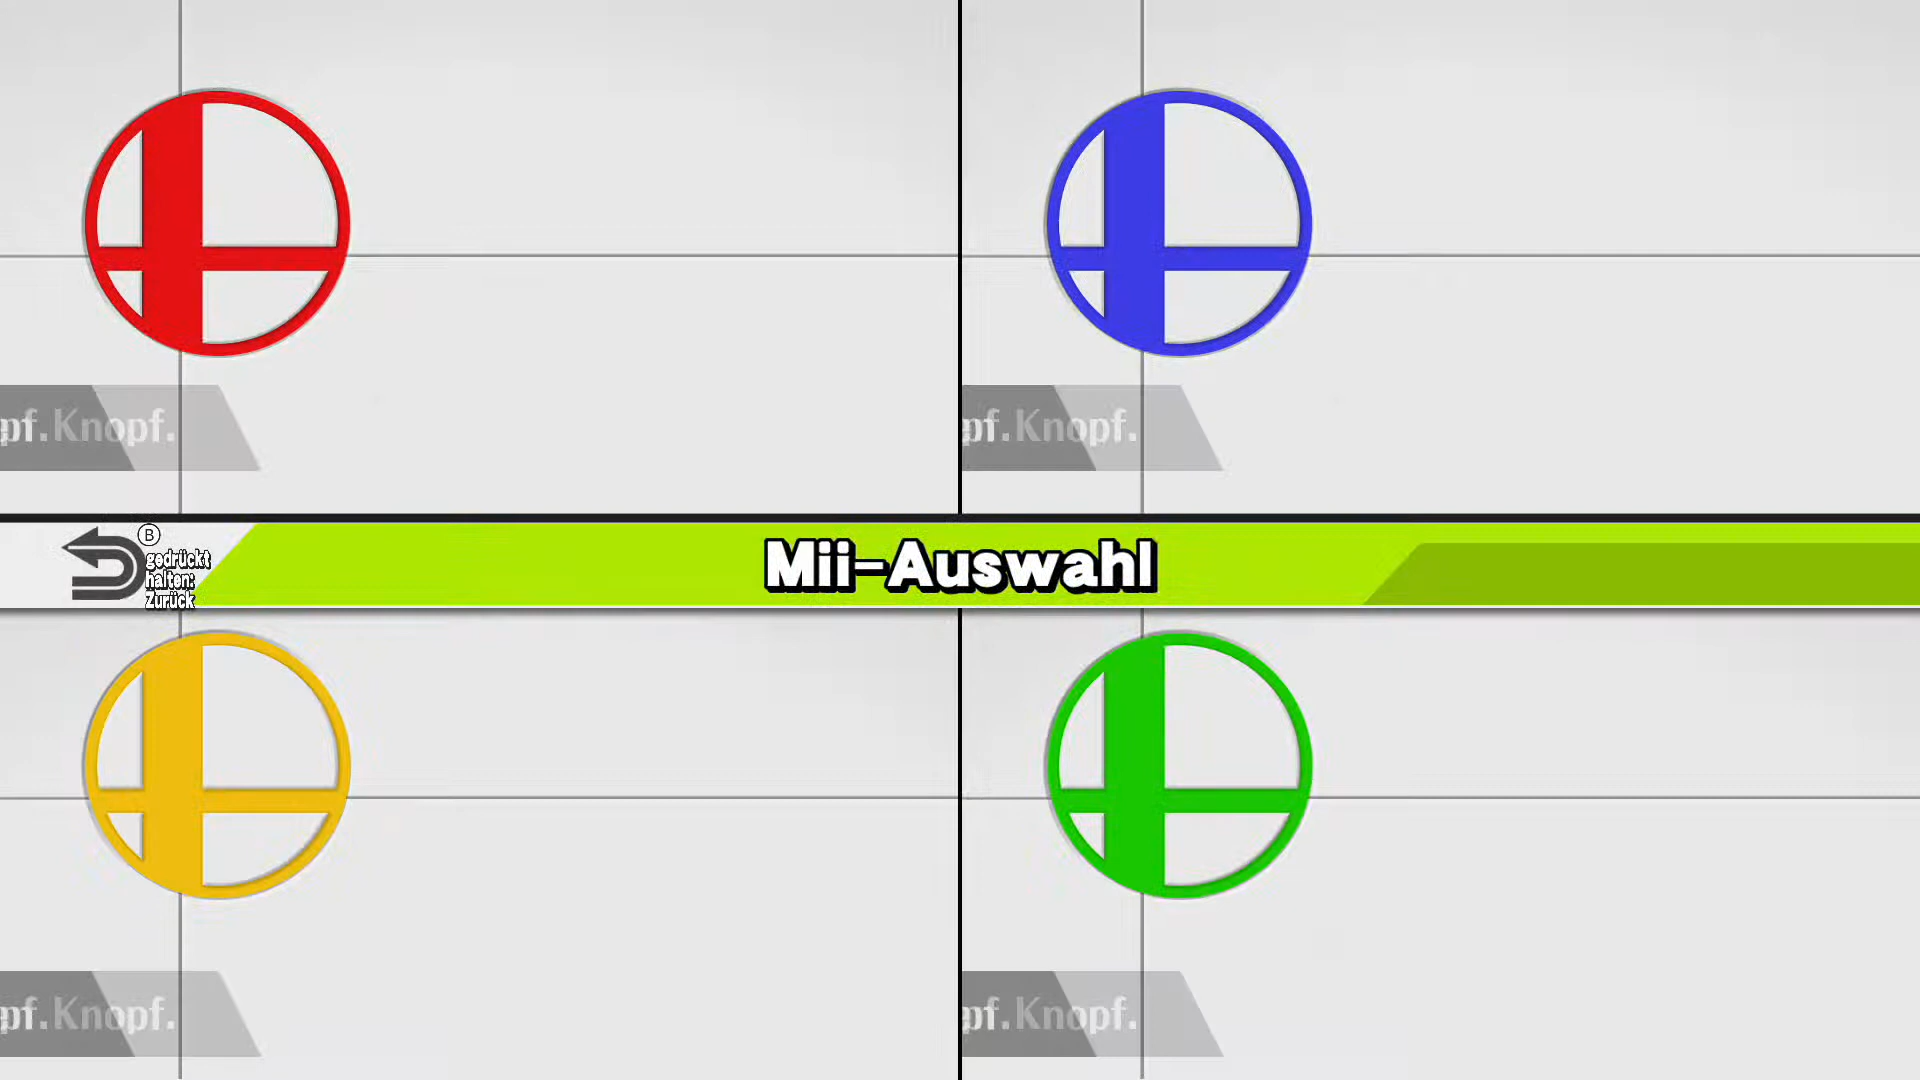 pf.Knopf.
pf.Knopf.
B
gedrückt
halten:
Zurück
Mii-Auswahl
pf.Knopf.
pf.Knopf.